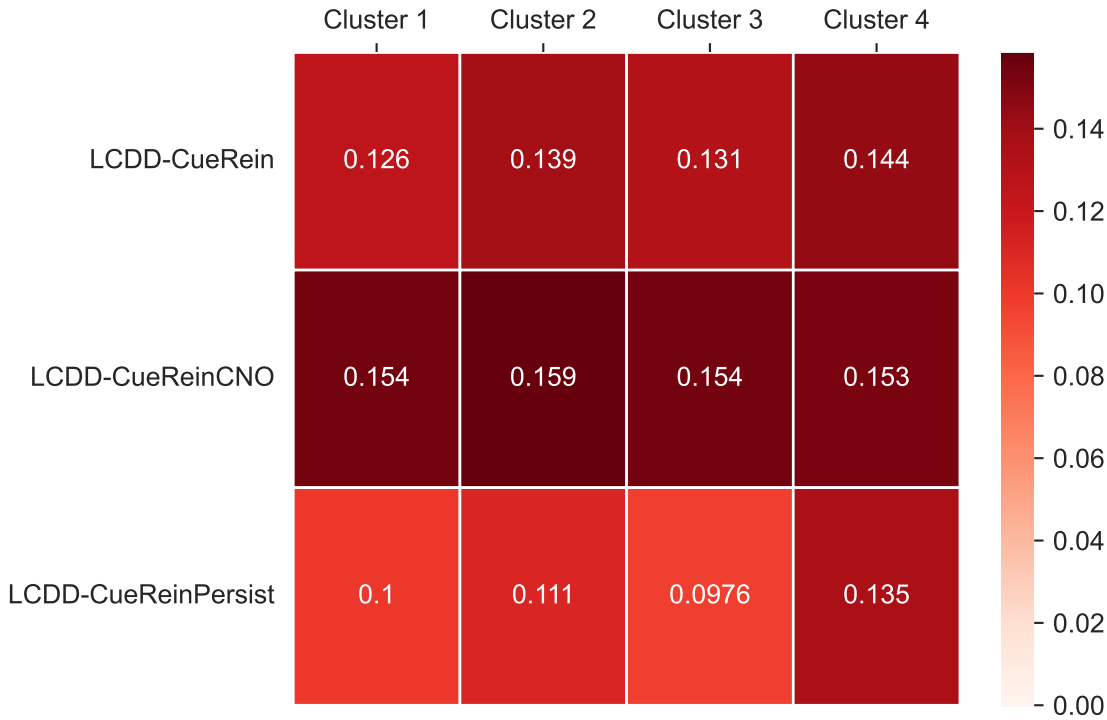 Cluster 1 Cluster 2 Cluster 3 Cluster 4
LCDD-CueRein 0.126 0.139 0.131 0.144
LCDD-CueReinCNO 0.154 0.159 0.154 0.153
LCDD-CueReinPersist 0.1 0.111 0.0976 0.135
0.14
0.12
0.10
0.08
0.06
0.04
0.02
0.00